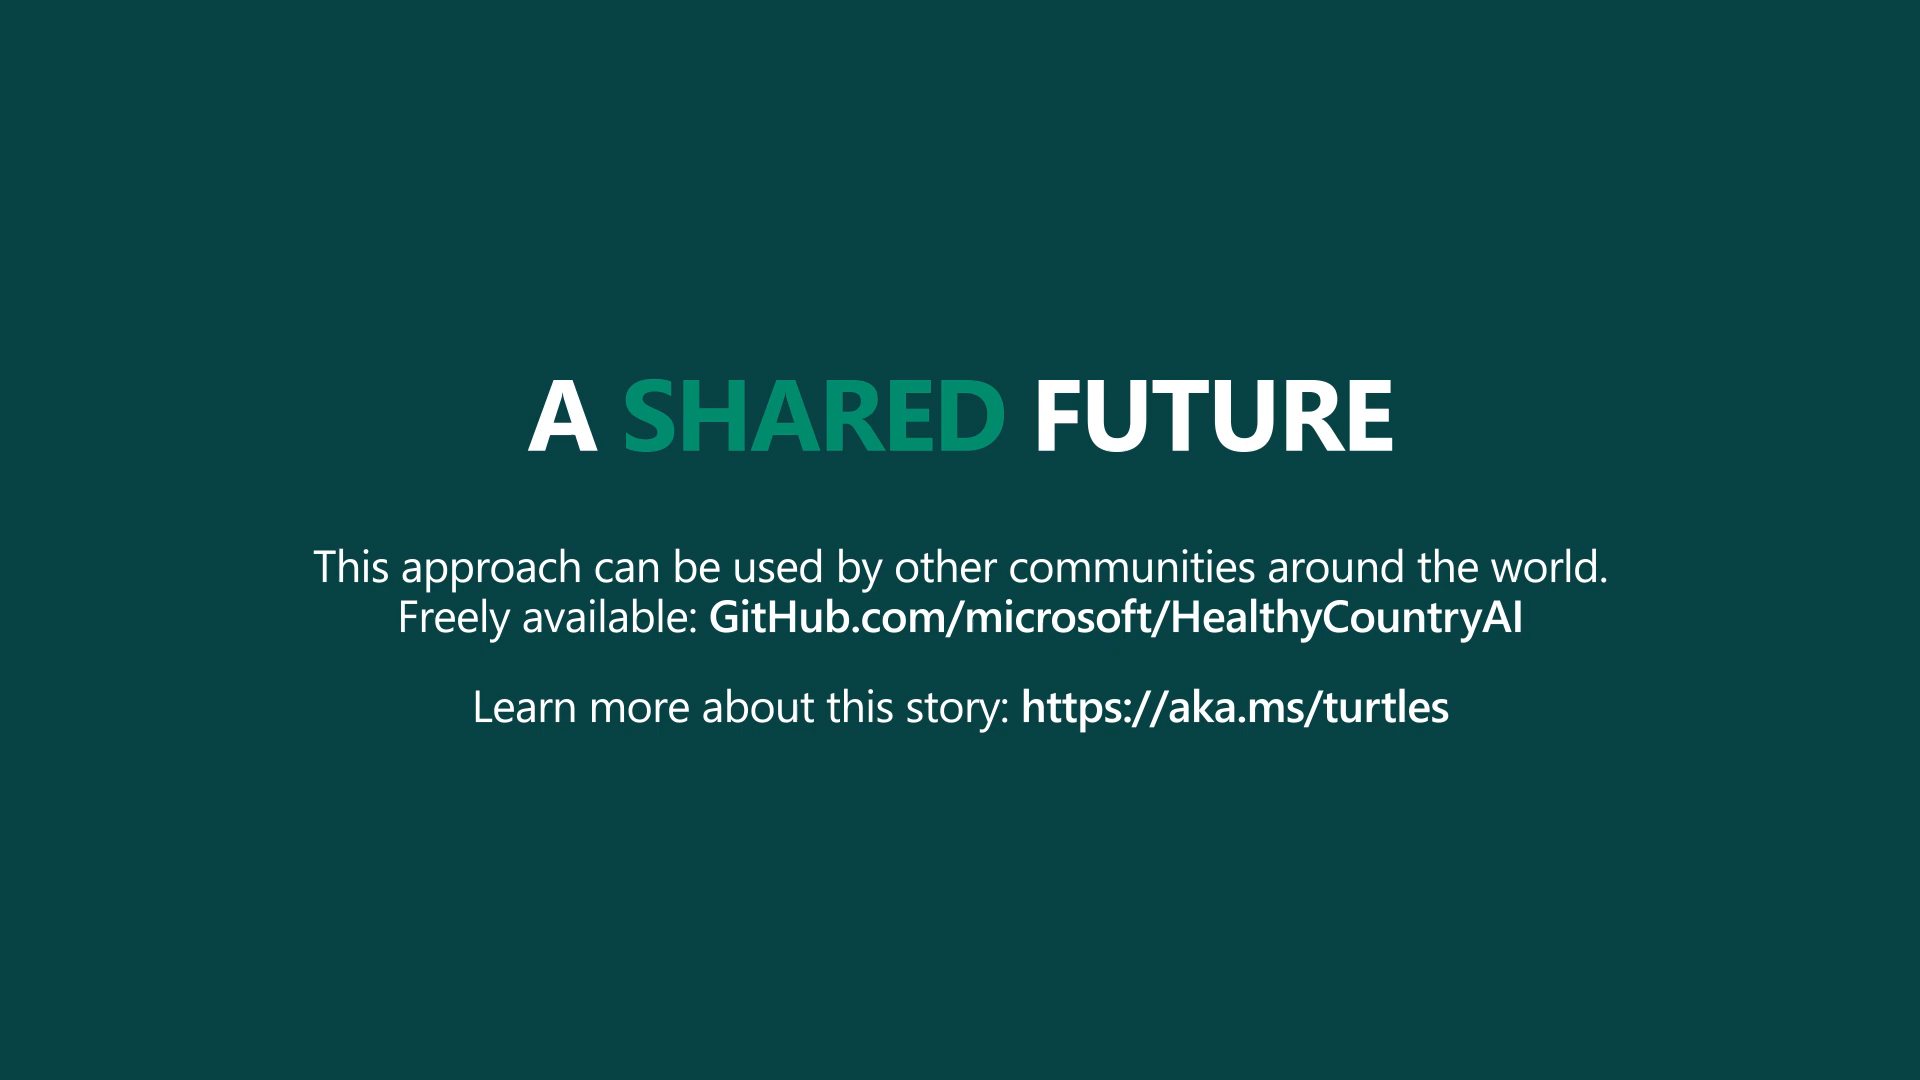 A SHARED FUTURE
This approach can be used by other communities around the world.
Freely available: GitHub.com/microsoft/HealthyCountryAI
Learn more about this story: https://aka.ms/turtles